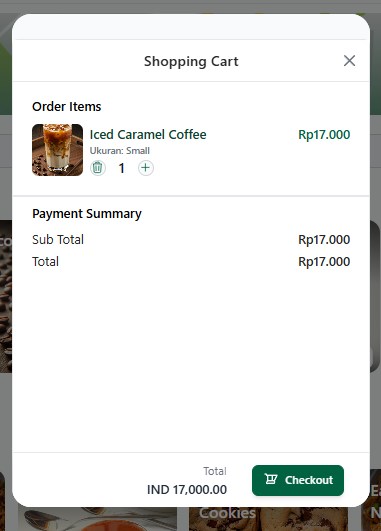 Shopping Cart
Order Items
Iced Caramel Coffee Rp17.000
Ukuran: Small
1
Payment Summary
Sub Total Rp17.000
Total Rp17.000
Total
IND 17,000.00
Checkout
Cookies